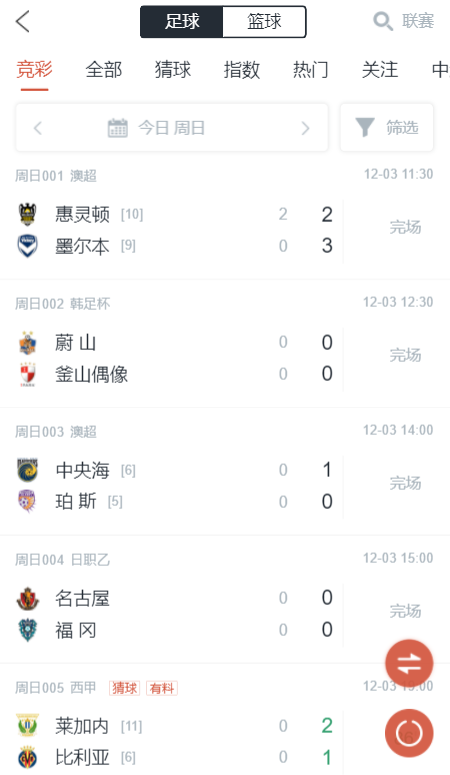 足球 篮球 联赛
竞彩 全部 猜球 指数 热门 关注 中
今日 周日 筛选
周日001 澳超 12-03 11:30
惠灵顿 [10] 2 2
完场
墨尔本 [9] 0 3
周日002 韩足杯 12-03 12:30
蔚 山 0 0
完场
釜山偶像 0 0
周日003 澳超 12-03 14:00
中央海 [6] 0 1
完场
珀 斯 [5] 0 0
周日004 日职乙 12-03 15:00
名古屋 0 0
完场
福 冈 0 0
周日005 西甲 猜球 有料 12-03 19:00
莱加内 [11] 0 2
比利亚 [6] 0 1